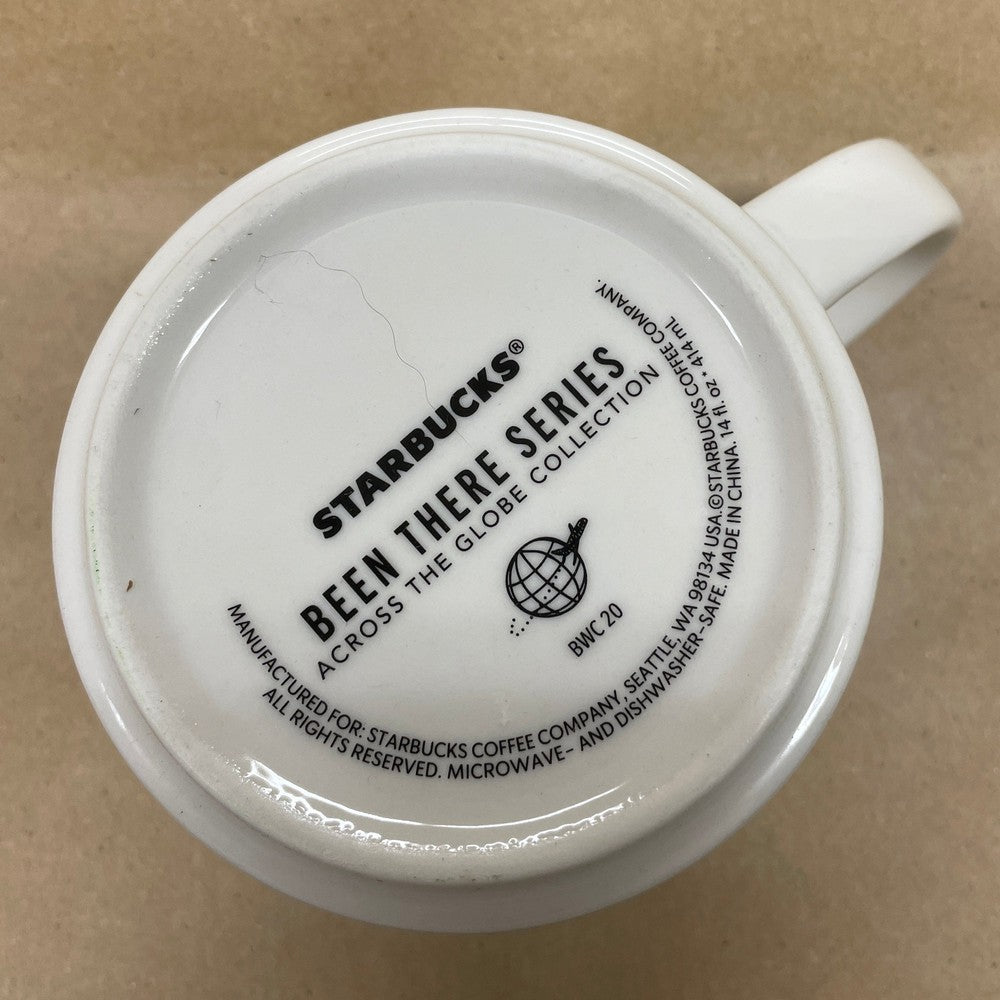 STARBUCKS®
BEEN THERE SERIES
ACROSS THE GLOBE COLLECTION
BWC 20
MANUFACTURED FOR: STARBUCKS COFFEE COMPANY, SEATTLE, WA 98134 USA.©STARBUCKS COFFEE COMPANY.
ALL RIGHTS RESERVED. MICROWAVE- AND DISHWASHER-SAFE. MADE IN CHINA. 14 fl. oz • 414 mL